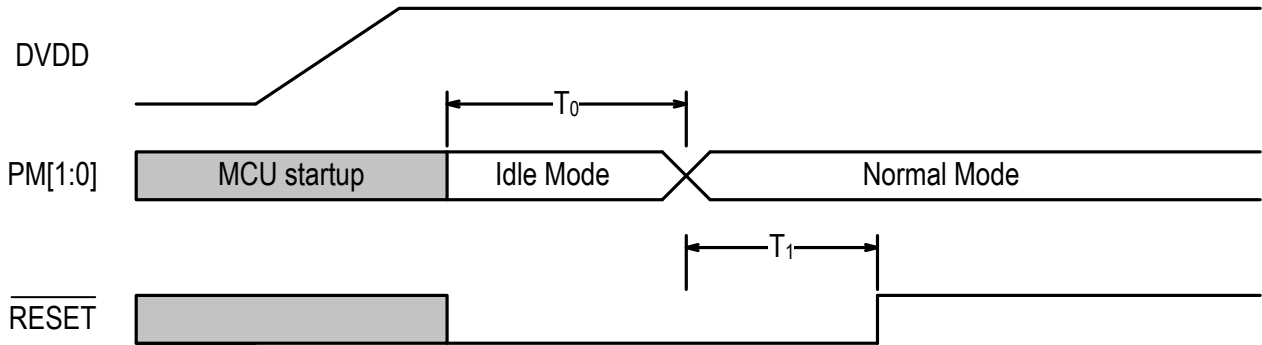 DVDD
T₀
PM[1:0] MCU startup Idle Mode Normal Mode
T₁
RESET